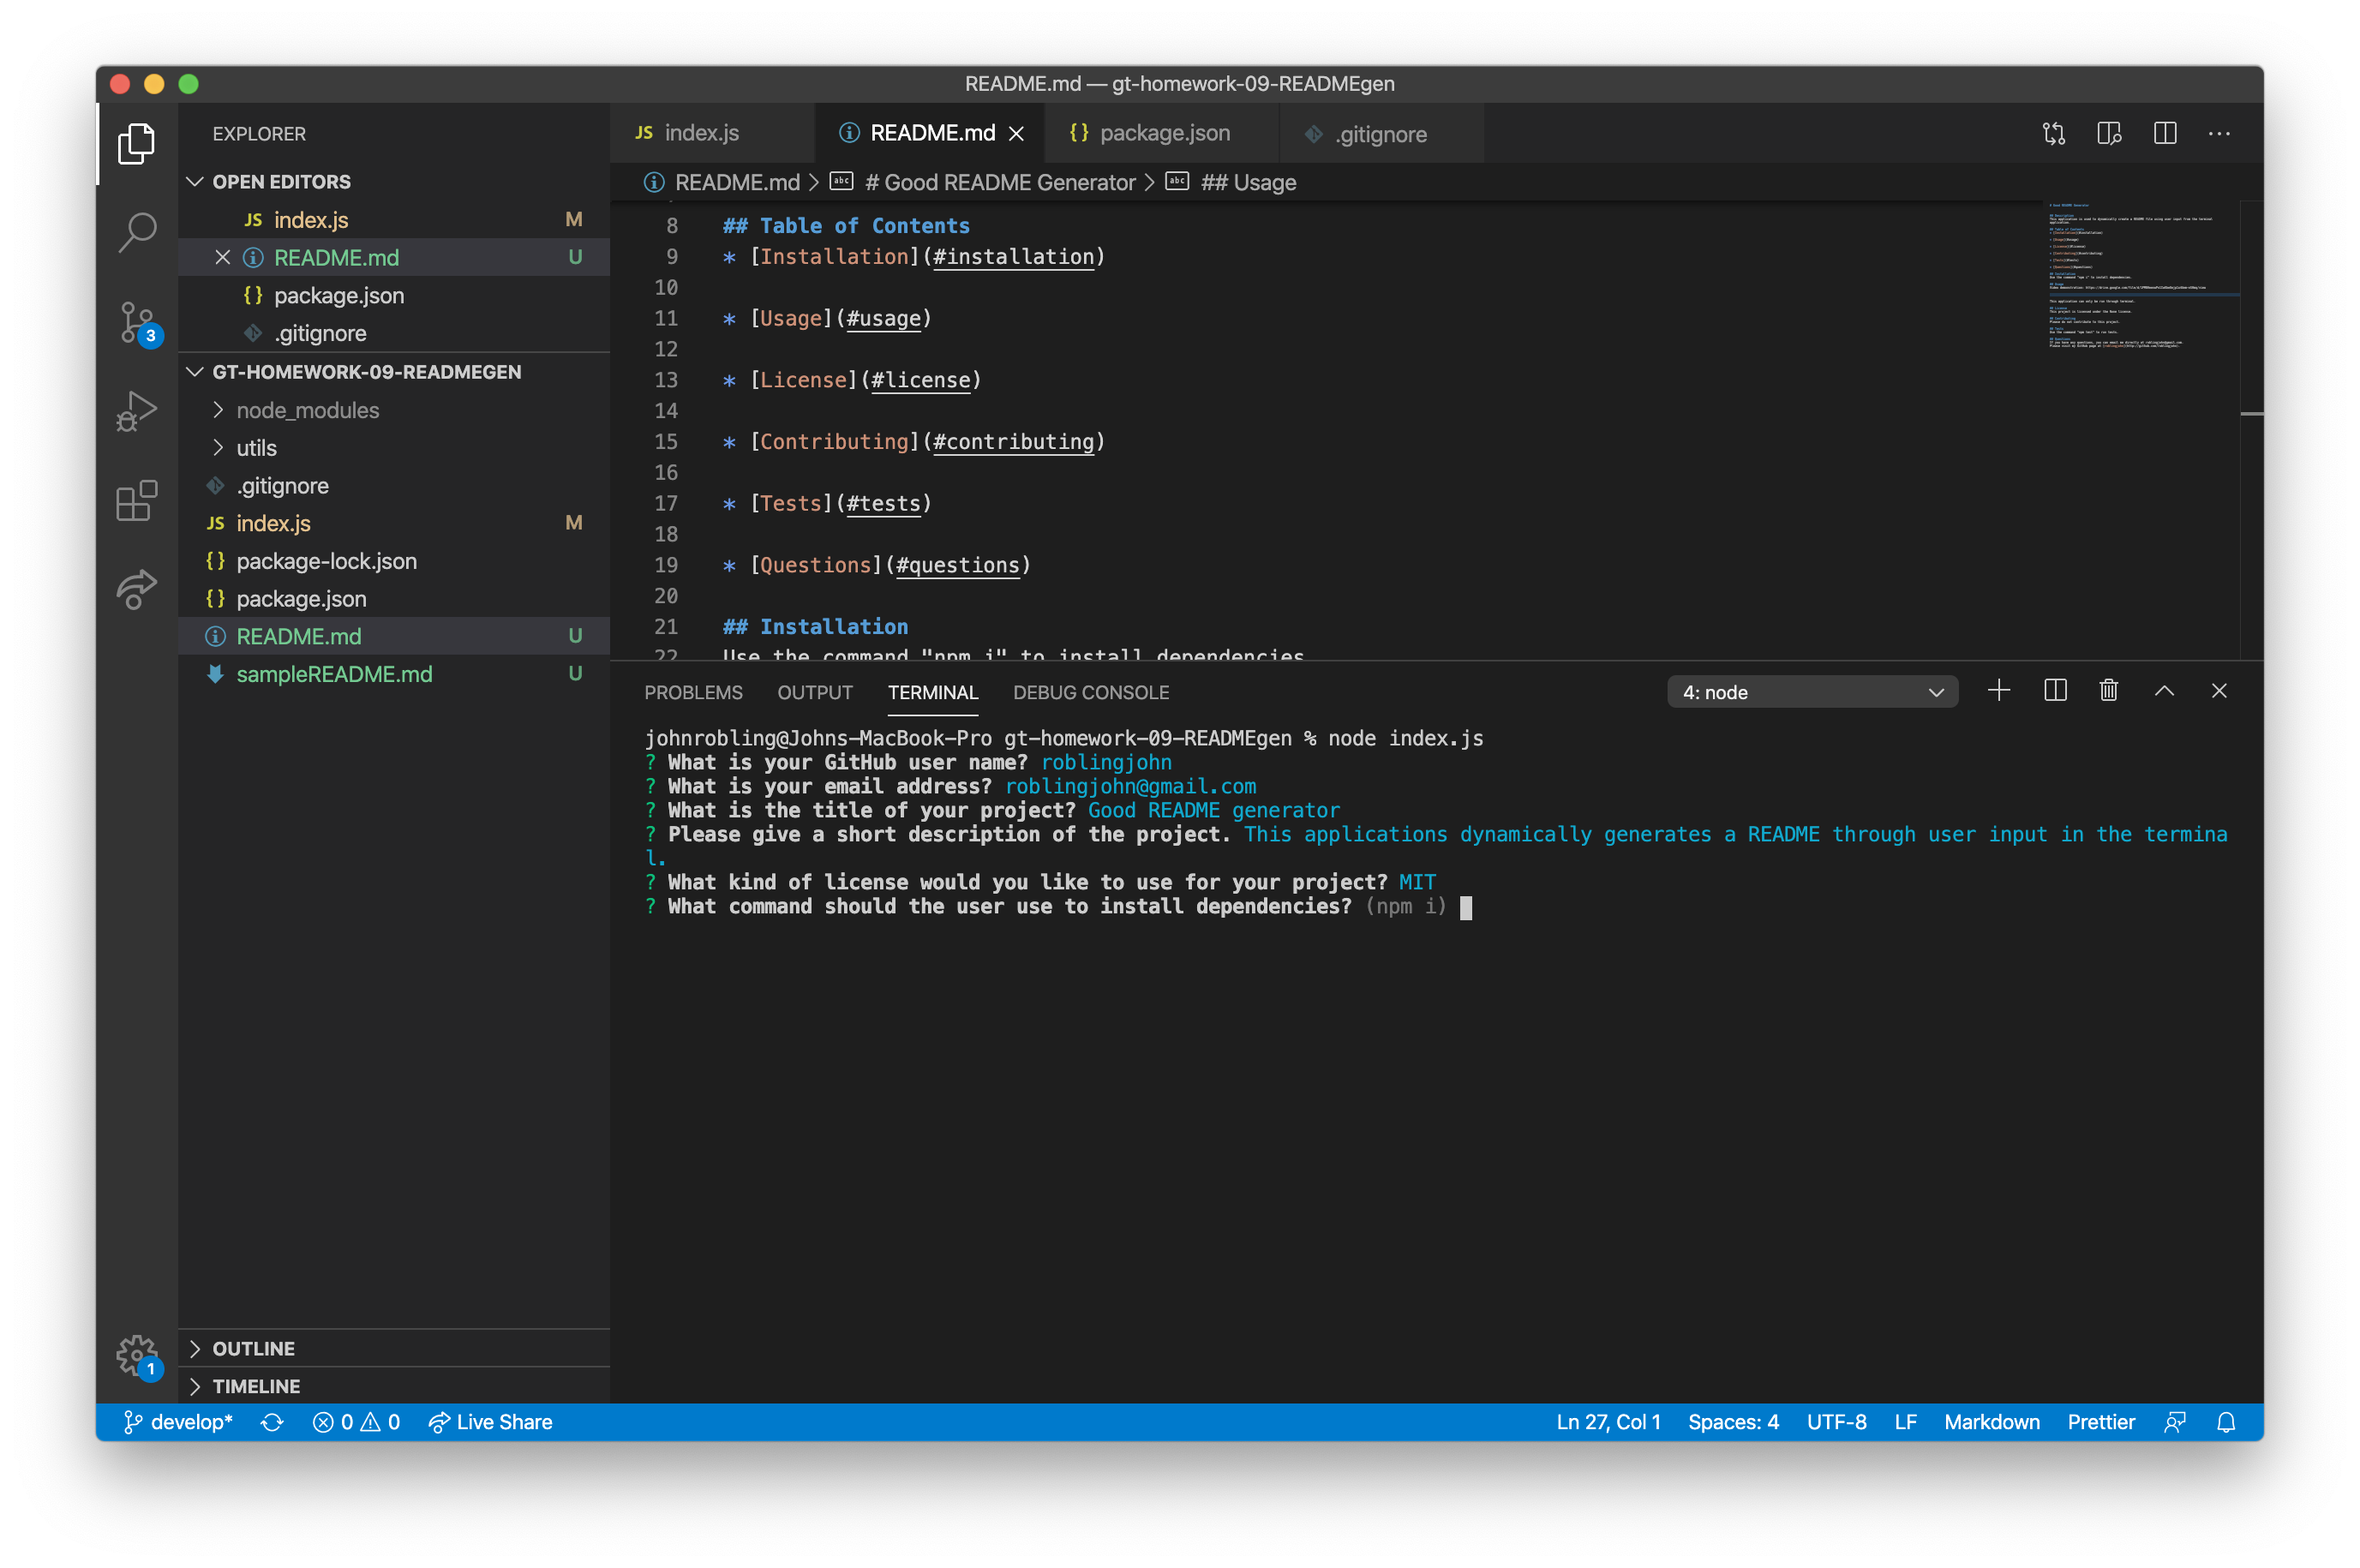 README.md — gt-homework-09-READMEgen
EXPLORER
OPEN EDITORS
JS index.js M
README.md U
{} package.json
.gitignore
GT-HOMEWORK-09-READMEGEN
node_modules
utils
.gitignore
JS index.js M
{} package-lock.json
{} package.json
README.md U
sampleREADME.md U
OUTLINE
TIMELINE
3
1
JS index.js
README.md
{} package.json
.gitignore
README.md > abc # Good README Generator > abc ## Usage
8 ## Table of Contents
9 * [Installation](#installation)
10
11 * [Usage](#usage)
12
13 * [License](#license)
14
15 * [Contributing](#contributing)
16
17 * [Tests](#tests)
18
19 * [Questions](#questions)
20
21 ## Installation
22 Use the command "npm i" to install dependencies
PROBLEMS OUTPUT TERMINAL DEBUG CONSOLE 4: node
johnrobling@Johns-MacBook-Pro gt-homework-09-READMEgen % node index.js
? What is your GitHub user name? roblingjohn
? What is your email address? roblingjohn@gmail.com
? What is the title of your project? Good README generator
? Please give a short description of the project. This applications dynamically generates a README through user input in the termina
l.
? What kind of license would you like to use for your project? MIT
? What command should the user use to install dependencies? (npm i)
develop* 0 0 Live Share Ln 27, Col 1 Spaces: 4 UTF-8 LF Markdown Prettier